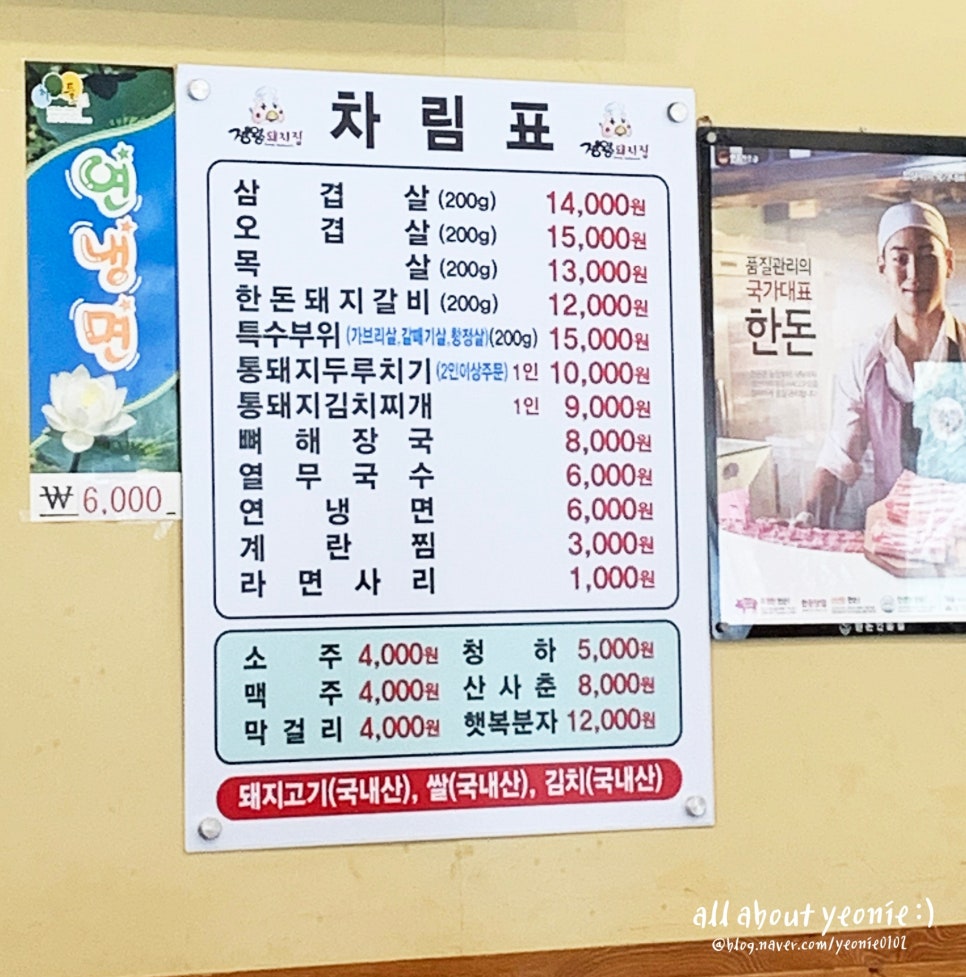 연냉면
₩ 6,000
차림표
짱왕돼지집
짱왕돼지집
삼겹살 (200g) 14,000원
오겹살 (200g) 15,000원
목살 (200g) 13,000원
한돈돼지갈비 (200g) 12,000원
특수부위 (가브리살,갈매기살,항정살)(200g) 15,000원
통돼지두루치기 (2인이상주문) 1인 10,000원
통돼지김치찌개 1인 9,000원
뼈해장국 8,000원
열무국수 6,000원
연냉면 6,000원
계란찜 3,000원
라면사리 1,000원
소주 4,000원 청하 5,000원
맥주 4,000원 산사춘 8,000원
막걸리 4,000원 햇복분자 12,000원
돼지고기(국내산), 쌀(국내산), 김치(국내산)
품질관리의
국가대표
한돈
all about yeonie :)
@blog.naver.com/yeonie0102